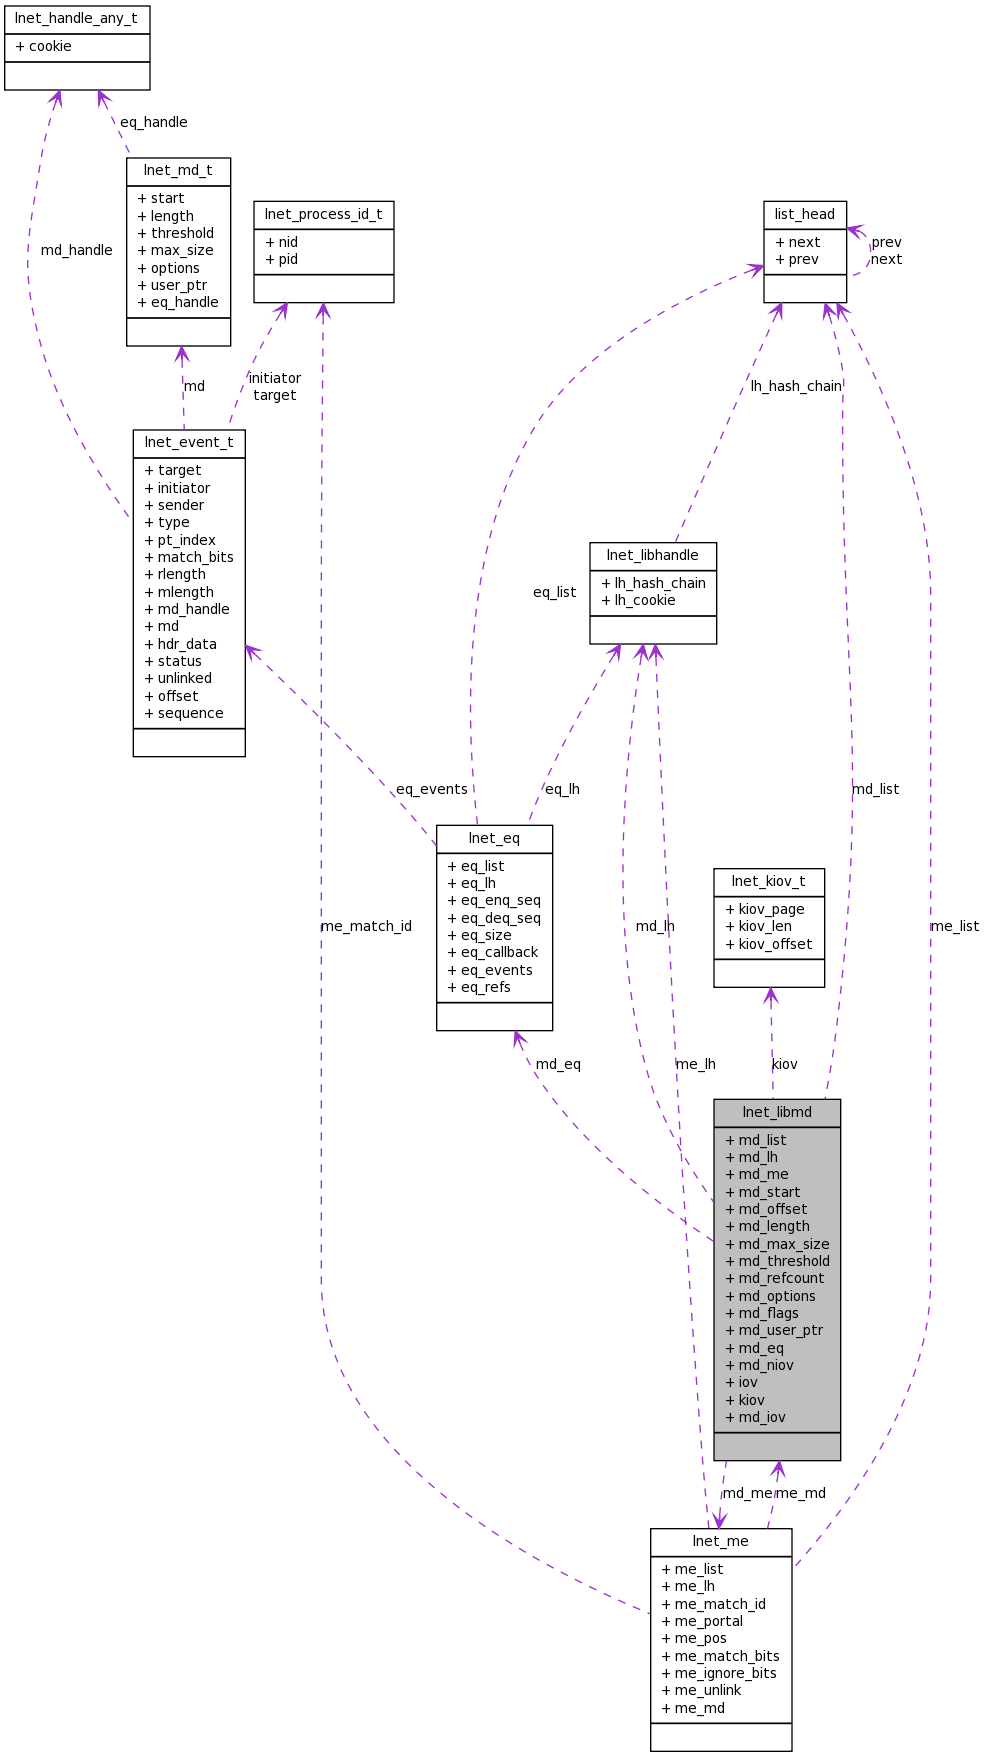 lnet_handle_any_t
+ cookie
eq_handle
lnet_md_t
+ start
+ length
+ threshold
+ max_size
+ options
+ user_ptr
+ eq_handle
lnet_process_id_t
+ nid
+ pid
list_head
+ next
+ prev
prev
next
md_handle
md
initiator
target
lh_hash_chain
lnet_event_t
+ target
+ initiator
+ sender
+ type
+ pt_index
+ match_bits
+ rlength
+ mlength
+ md_handle
+ md
+ hdr_data
+ status
+ unlinked
+ offset
+ sequence
eq_list
lnet_libhandle
+ lh_hash_chain
+ lh_cookie
eq_events
eq_lh
md_list
lnet_eq
+ eq_list
+ eq_lh
+ eq_enq_seq
+ eq_deq_seq
+ eq_size
+ eq_callback
+ eq_events
+ eq_refs
lnet_kiov_t
+ kiov_page
+ kiov_len
+ kiov_offset
me_match_id
md_lh
me_list
md_eq
me_lh
kiov
lnet_libmd
+ md_list
+ md_lh
+ md_me
+ md_start
+ md_offset
+ md_length
+ md_max_size
+ md_threshold
+ md_refcount
+ md_options
+ md_flags
+ md_user_ptr
+ md_eq
+ md_niov
+ iov
+ kiov
+ md_iov
md_me
me_md
lnet_me
+ me_list
+ me_lh
+ me_match_id
+ me_portal
+ me_pos
+ me_match_bits
+ me_ignore_bits
+ me_unlink
+ me_md